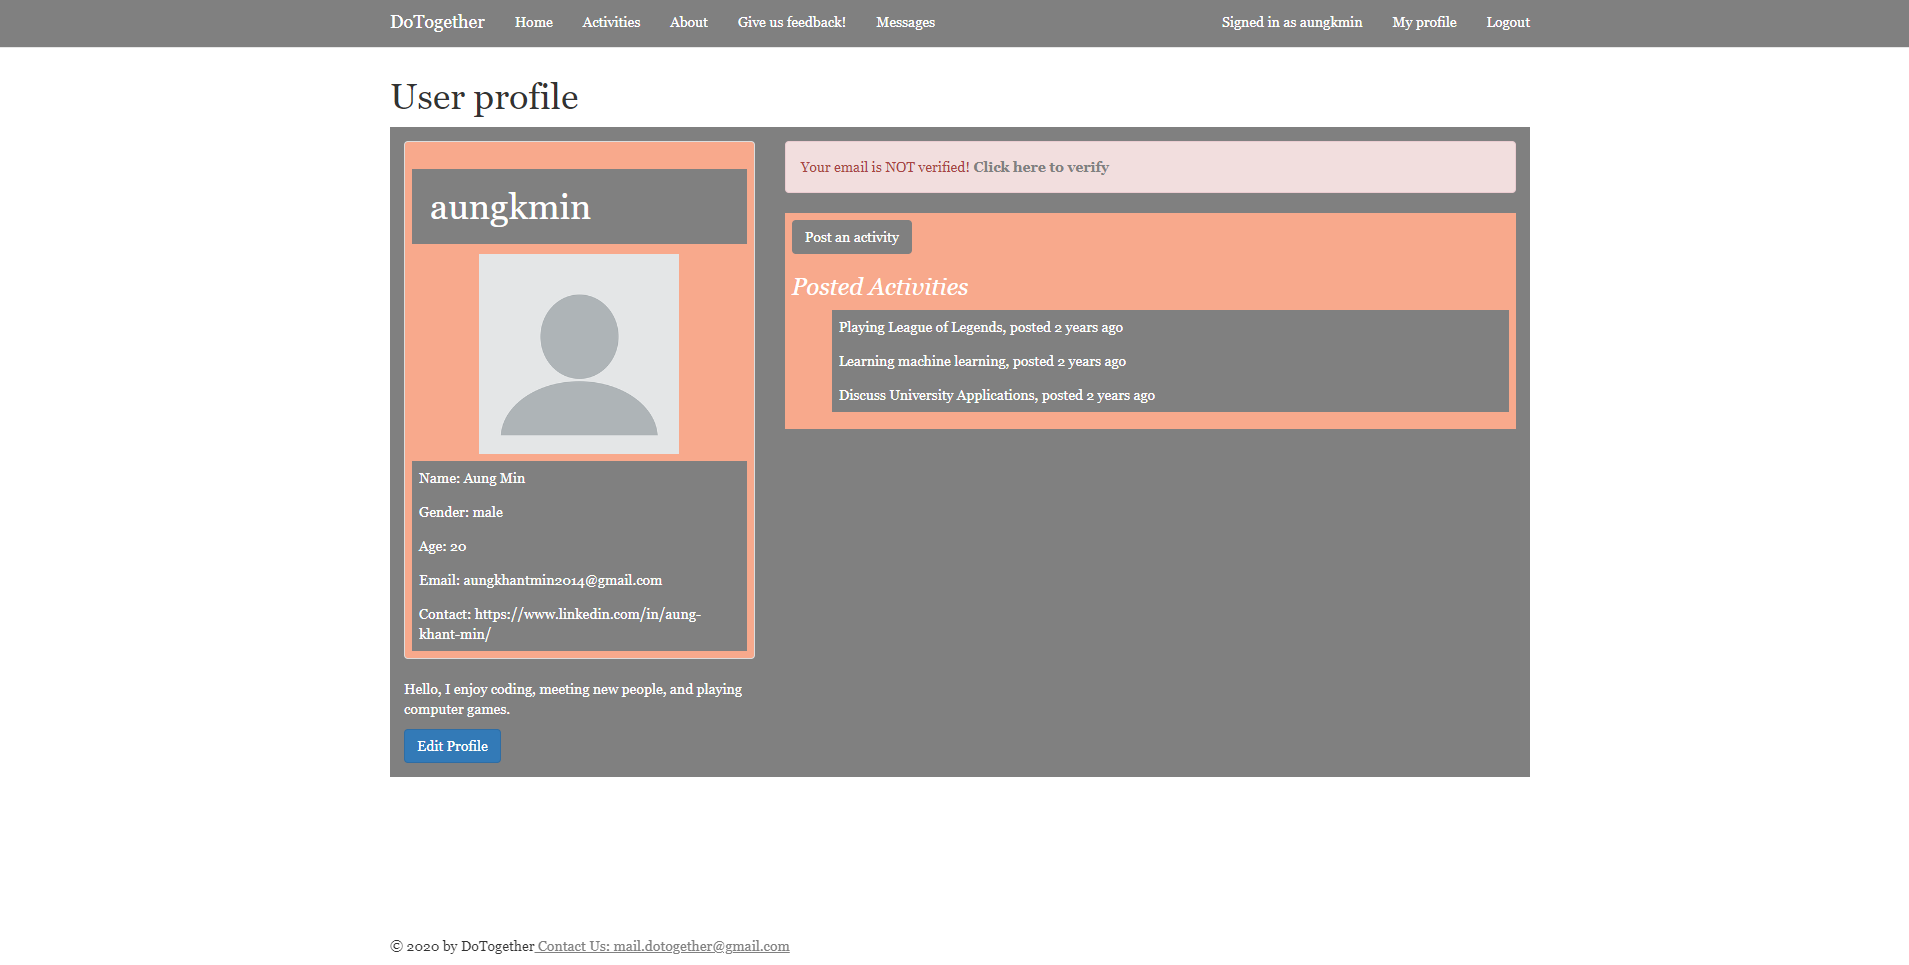 DoTogether Home Activities About Give us feedback! Messages Signed in as aungkmin My profile Logout
User profile
aungkmin
Name: Aung Min
Gender: male
Age: 20
Email: aungkhantmin2014@gmail.com
Contact: https://www.linkedin.com/in/aung-
khant-min/
Hello, I enjoy coding, meeting new people, and playing
computer games.
Edit Profile
Your email is NOT verified! Click here to verify
Post an activity
Posted Activities
Playing League of Legends, posted 2 years ago
Learning machine learning, posted 2 years ago
Discuss University Applications, posted 2 years ago
© 2020 by DoTogether Contact Us: mail.dotogether@gmail.com